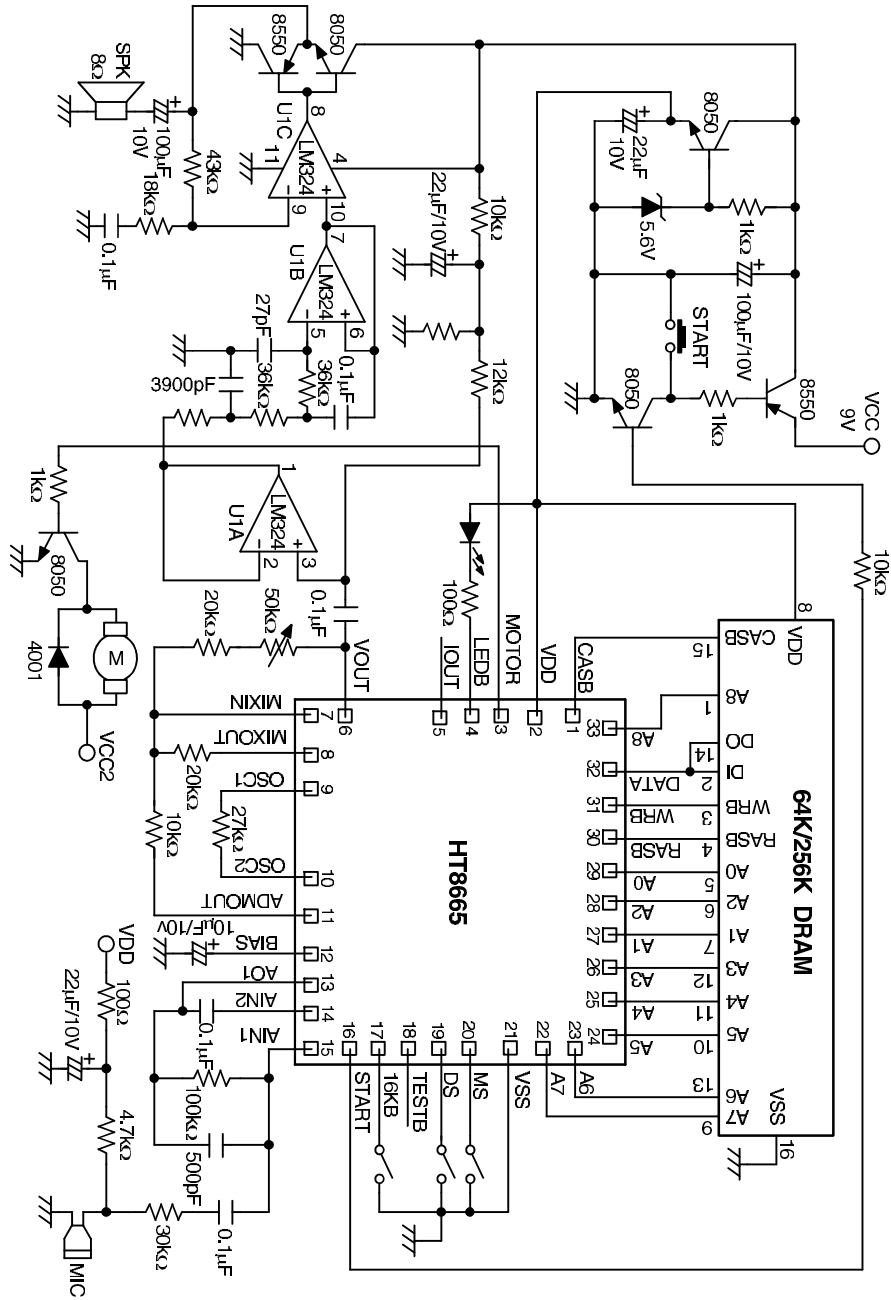 VCC
9V
8550
1kΩ
8050
10kΩ
START
100µF/10V
1kΩ
5.6V
8050
22µF
10V
8050
8550
SPK
8Ω
100µF
10V
43kΩ
18kΩ
0.1µF
U1C
LM324
4
8
11
10
9
+
−
10kΩ
22µF/10V
12kΩ
U1B
LM324
7
6
5
+
−
27pF
3900pF
36kΩ
36kΩ
0.1µF
U1A
LM324
1
3
2
+
−
0.1µF
1kΩ
8050
M
4001
VCC2
20kΩ
50kΩ
20kΩ
10kΩ
27kΩ
100Ω
HT8665
CASB
1
VDD
2
MOTOR
3
LEDB
4
IOUT
5
VOUT
6
MIXIN
7
MIXOUT
8
OSC1
9
OSC2
10
ADMOUT
11
BIAS
12
AO1
13
AIN2
14
AIN1
15
START
16
16KB
17
TESTB
18
DS
19
MS
20
VSS
21
A7
22
A6
23
A5
24
A4
25
A3
26
A1
27
A2
28
A0
29
RASB
30
WRB
31
DATA
32
A8
33
64K/256K DRAM
VDD
8
CASB
15
A8
1
DO
14
DI
2
WRB
3
RASB
4
A0
5
A2
6
A1
7
A3
12
A4
11
A5
10
A6
13
A7
9
VSS
16
10µF/10v
VDD
100Ω
22µF/10V
4.7kΩ
0.1µF
100kΩ
500pF
30kΩ
0.1µF
MIC